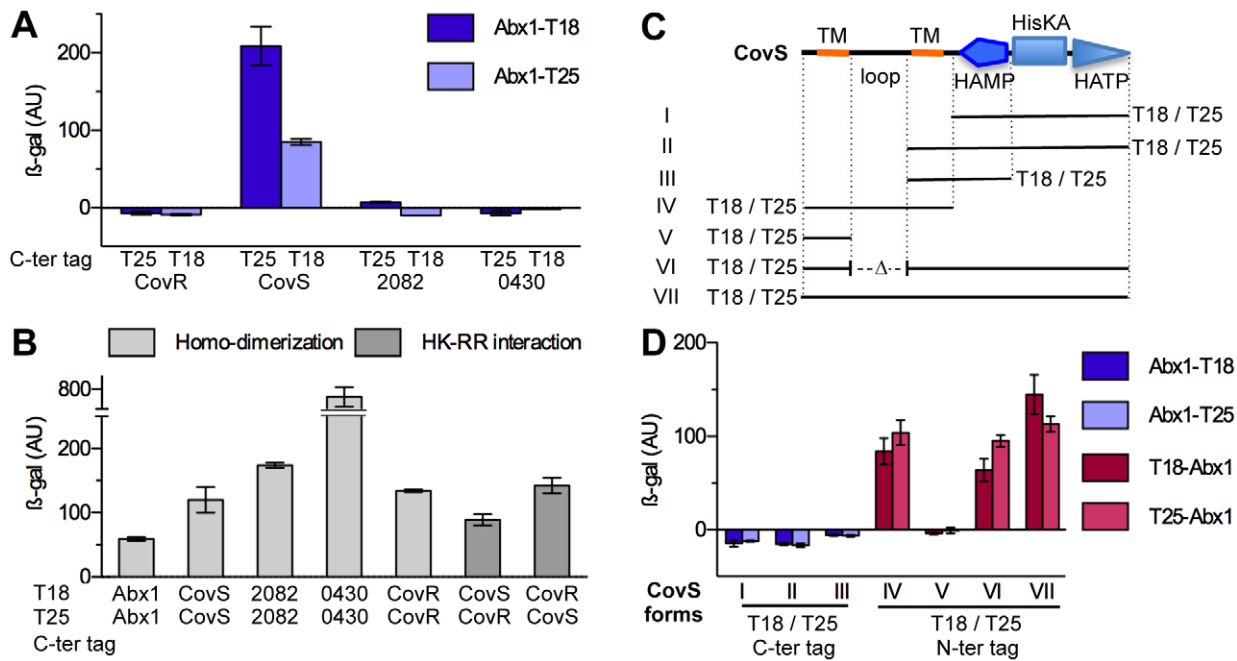 A
ß-gal (AU)
200
100
0
Abx1-T18
Abx1-T25
C-ter tag
T25 T18 T25 T18 T25 T18 T25 T18
CovR CovS 2082 0430
B
Homo-dimerization
HK-RR interaction
ß-gal (AU)
800
200
100
0
T18 Abx1 CovS 2082 0430 CovR CovS CovR
T25 Abx1 CovS 2082 0430 CovR CovR CovS
C-ter tag
C
TM TM HisKA
CovS
loop HAMP HATP
I T18 / T25
II T18 / T25
III T18 / T25
IV T18 / T25
V T18 / T25
VI T18 / T25 --Δ--
VII T18 / T25
D
ß-gal (AU)
200
100
0
Abx1-T18
Abx1-T25
T18-Abx1
T25-Abx1
CovS I II III IV V VI VII
forms T18 / T25 T18 / T25
C-ter tag N-ter tag